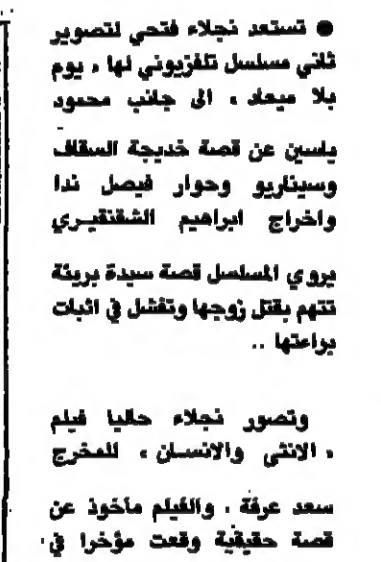 ● تستعد نجلاء فتحي لتصوير
ثاني مسلسل تلفزيوني لها ، يوم
بلا ميعاد ، الى جانب محمود
ياسين عن قصة خديجة السقاف
وسيناريو وحوار فيصل ندا
واخراج ابراهيم الشقنقيري
يروي المسلسل قصة سيدة بريئة
تتهم بقتل زوجها وتفشل في اثبات
براعتها ..
وتصور نجلاء حاليا فيلم
، الانثى والانسان ، للمخرج
سعد عرفة . والفيلم ماخوذ عن
قصة حقيقية وقعت مؤخرا في